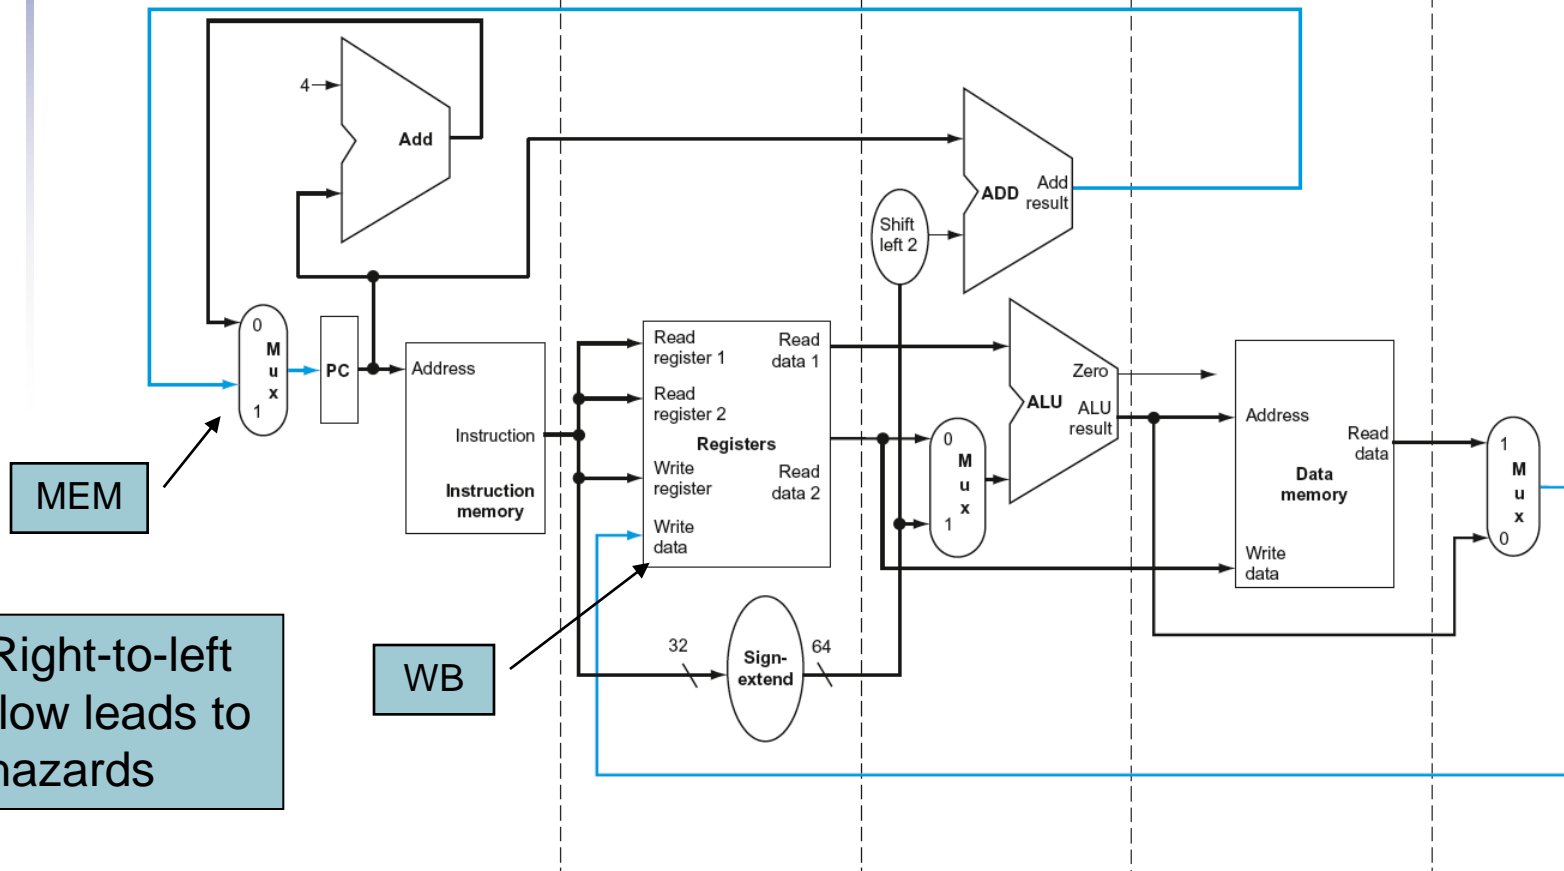 4
Add
ADD
Add
result
Shift
left 2
0
M
u
x
1
PC
Address
Instruction
Instruction
memory
Read
register 1
Read
data 1
Read
register 2
Registers
Write
register
Read
data 2
Write
data
0
M
u
x
1
Zero
ALU
ALU
result
Address
Read
data
Data
memory
Write
data
1
M
u
x
0
MEM
WB
32
Sign-
extend
64
Right-to-left
low leads to
hazards